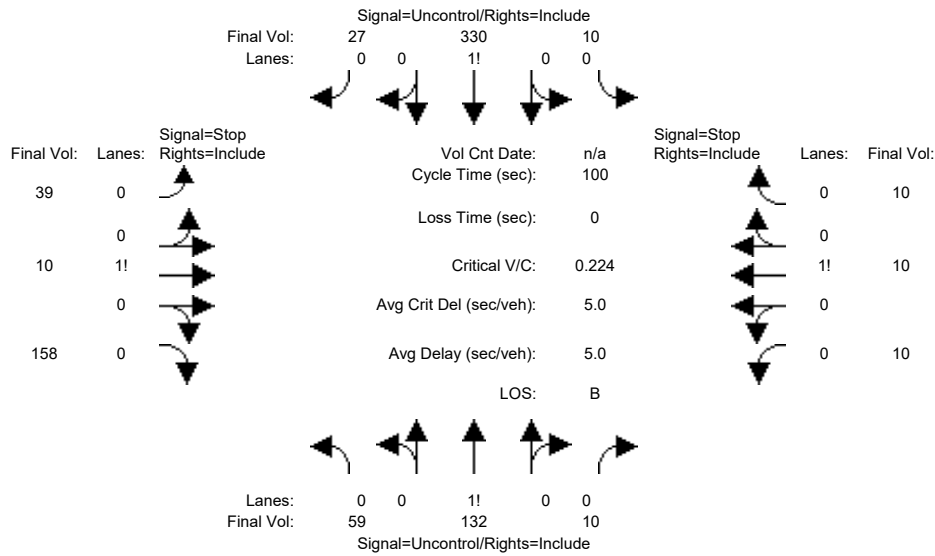 Signal=Uncontrol/Rights=Include
Final Vol: 27 330 10
Lanes: 0 0 1! 0 0
Signal=Stop Signal=Stop
Final Vol: Lanes: Rights=Include Vol Cnt Date: n/a Rights=Include Lanes: Final Vol:
Cycle Time (sec): 100
39 0 0 10
Loss Time (sec): 0
0 0
10 1! Critical V/C: 0.224 1! 10
0 Avg Crit Del (sec/veh): 5.0 0
158 0 Avg Delay (sec/veh): 5.0 0 10
LOS: B
Lanes: 0 0 1! 0 0
Final Vol: 59 132 10
Signal=Uncontrol/Rights=Include